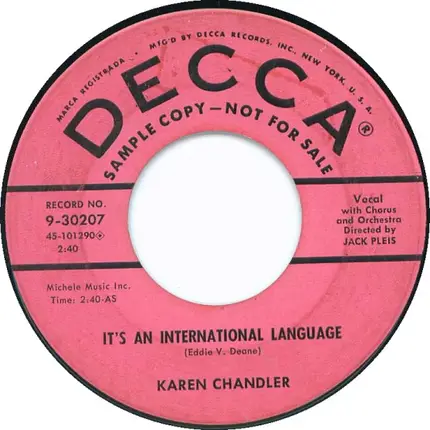 MARCA REGISTRADA • MFG'D BY DECCA RECORDS, INC., NEW YORK, U.S.A.
DECCA®
SAMPLE COPY—NOT FOR SALE
RECORD NO.
9-30207
45-101290◆
2:40
Vocal
with Chorus
and Orchestra
Directed by
JACK PLEIS
Michele Music Inc.
Time: 2:40-AS
IT'S AN INTERNATIONAL LANGUAGE
(Eddie V. Deane)
KAREN CHANDLER